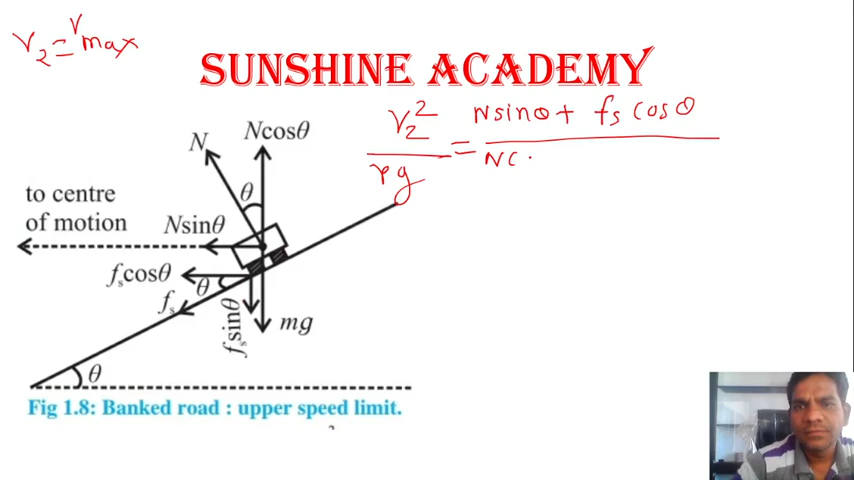 v₂ = vmax
SUNSHINE ACADEMY
v₂² / rg = Nsinθ + fs cosθ / NC
N
Ncosθ
θ
to centre
of motion
Nsinθ
fscosθ
θ
fs
fssinθ
mg
θ
Fig 1.8: Banked road : upper speed limit.